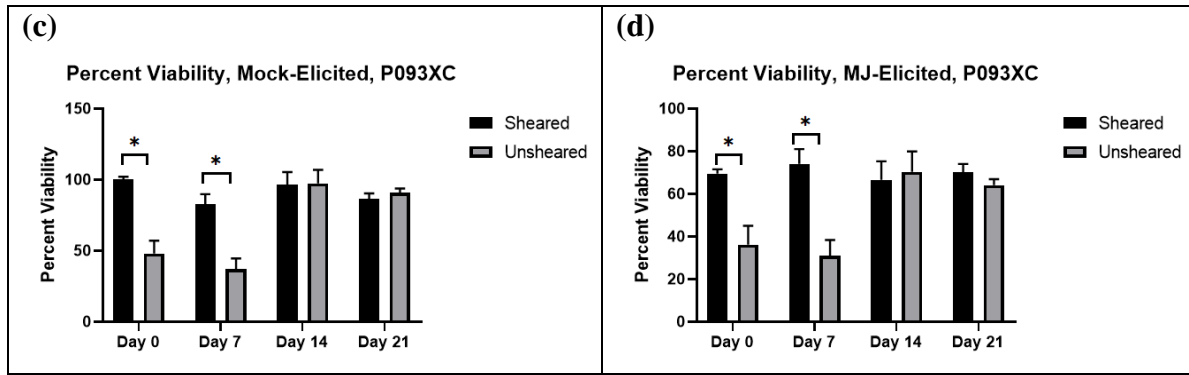 (c)
Percent Viability, Mock-Elicited, P093XC
150
100
50
0
Percent Viability
*
*
Sheared
Unsheared
Day 0 Day 7 Day 14 Day 21
(d)
Percent Viability, MJ-Elicited, P093XC
100
80
60
40
20
0
Percent Viability
*
*
Sheared
Unsheared
Day 0 Day 7 Day 14 Day 21